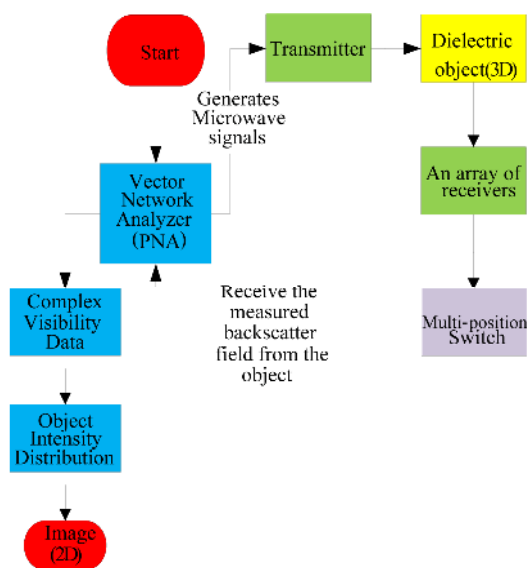 Start
Transmitter
Dielectric
object(3D)
Generates
Microwave
signals
Vector
Network
Analyzer
(PNA)
An array of
receivers
Complex
Visibility
Data
Receive the
measured
backscatter
field from the
object
Multi-position
Switch
Object
Intensity
Distribution
Image
(2D)